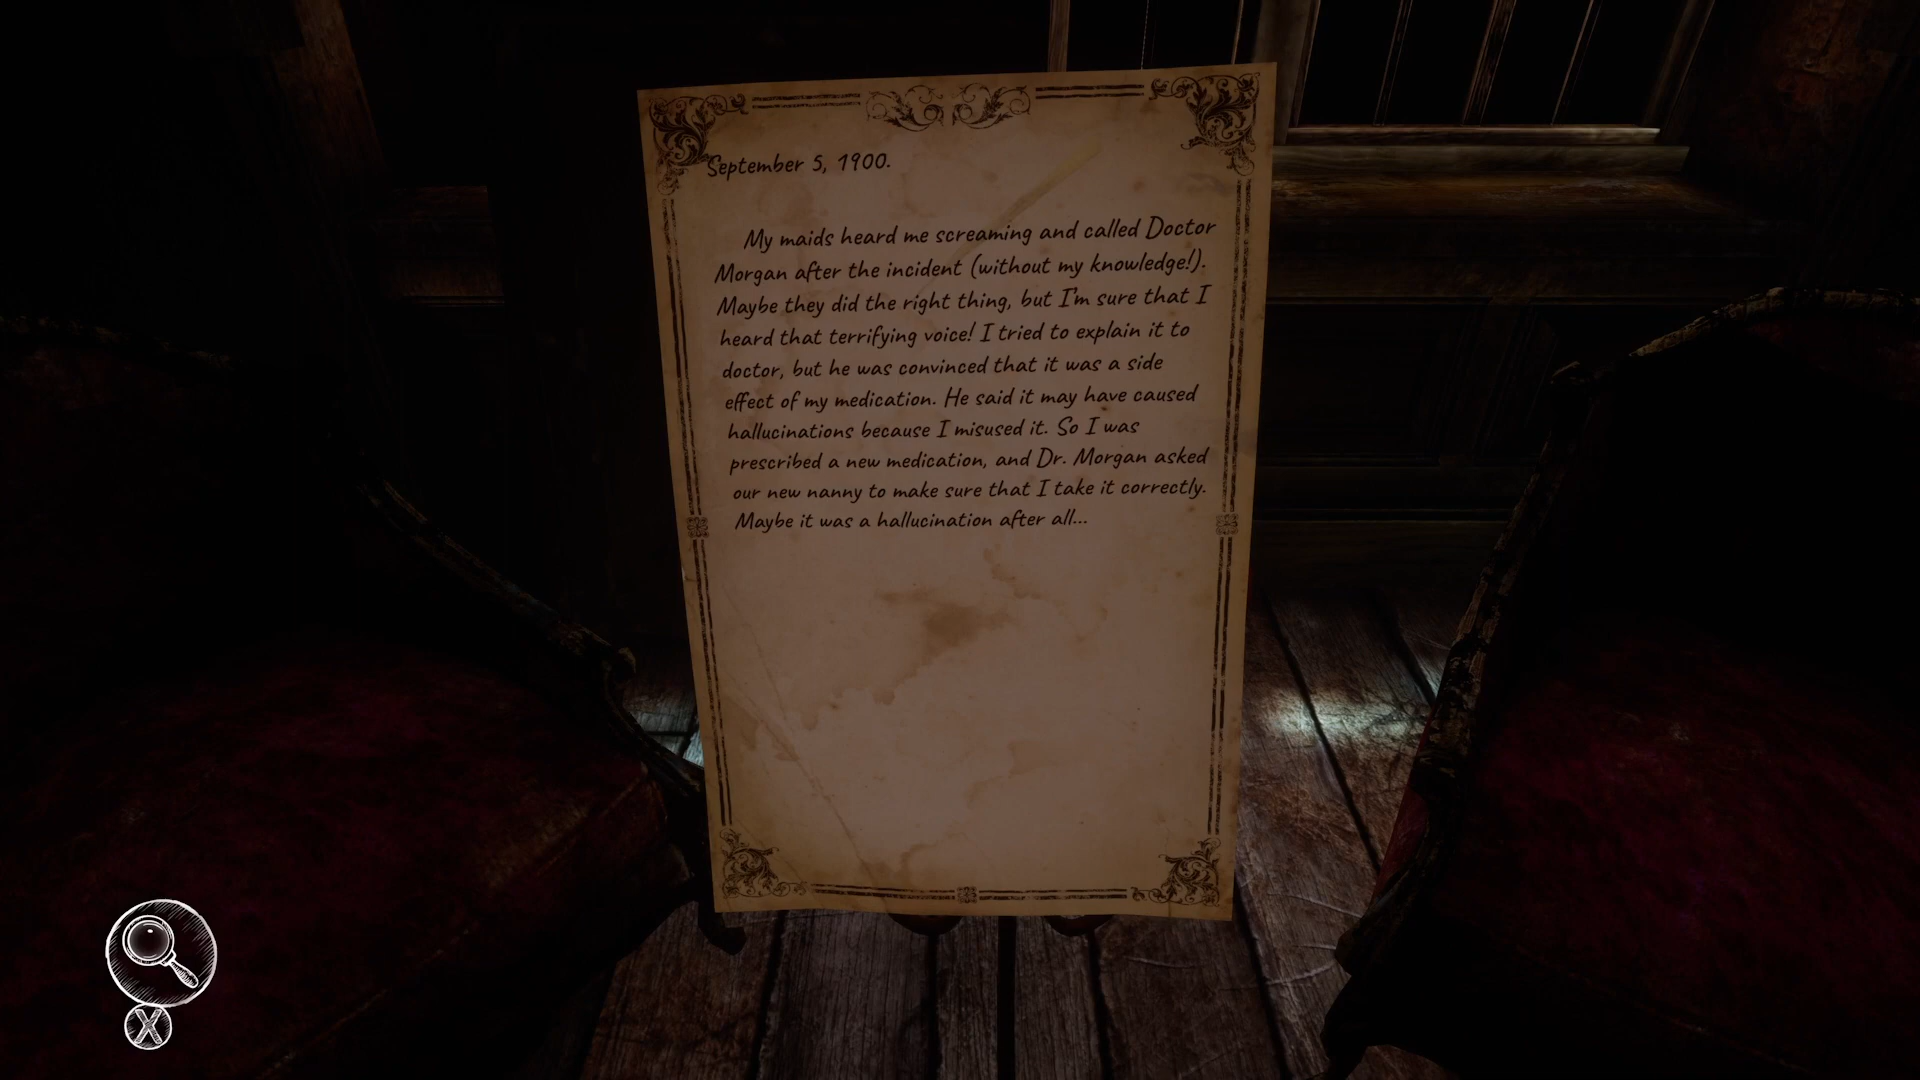 September 5, 1900.
My maids heard me screaming and called Doctor
Morgan after the incident (without my knowledge!).
Maybe they did the right thing, but I'm sure that I
heard that terrifying voice! I tried to explain it to
doctor, but he was convinced that it was a side
effect of my medication. He said it may have caused
hallucinations because I misused it. So I was
prescribed a new medication, and Dr. Morgan asked
our new nanny to make sure that I take it correctly.
Maybe it was a hallucination after all...
X